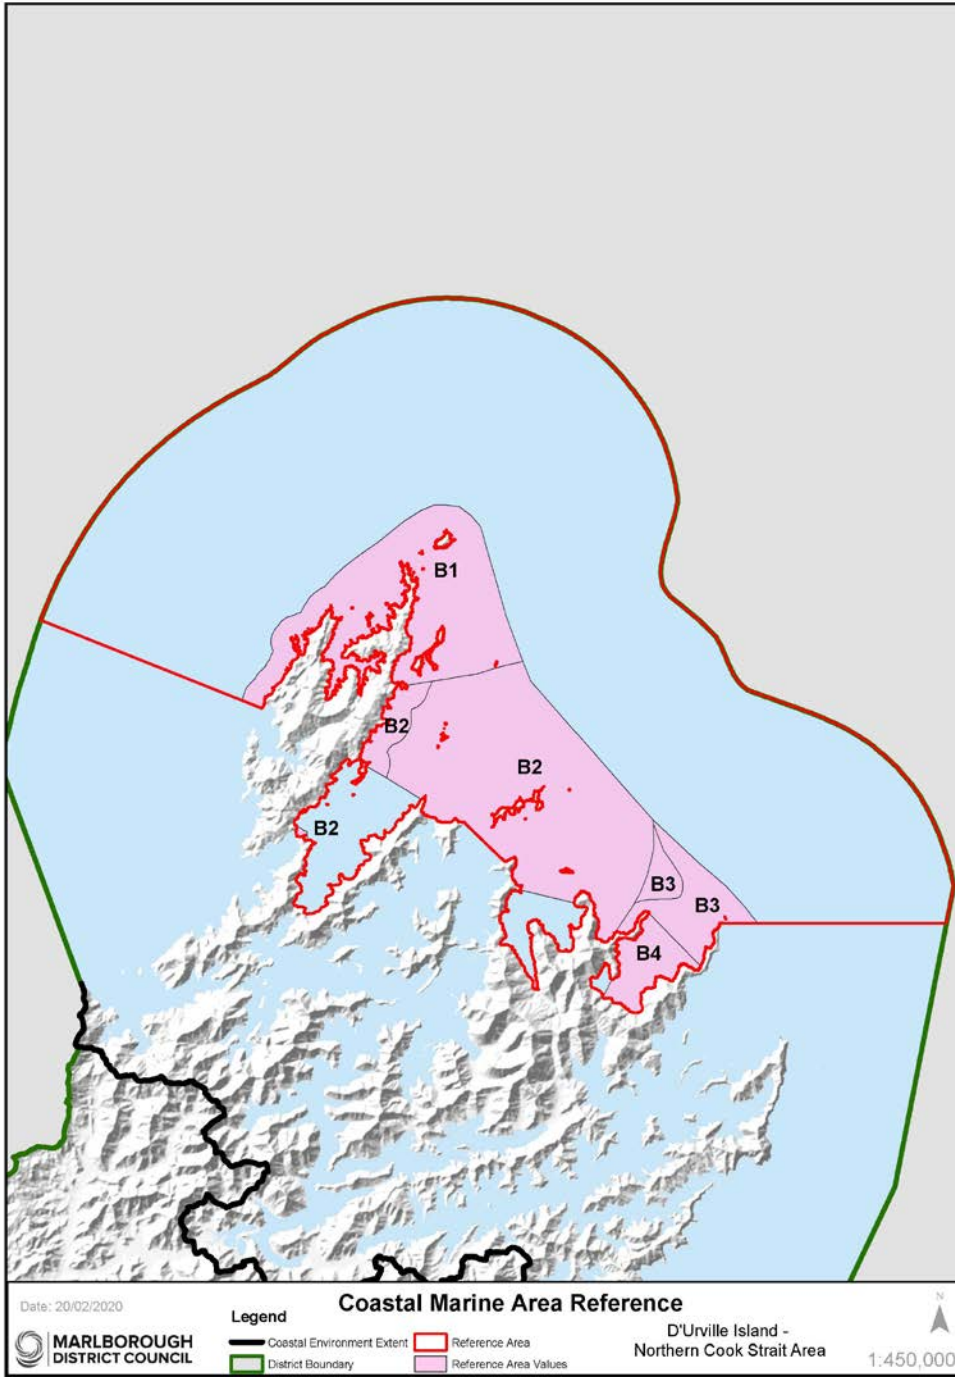 B1
B2
B2
B2
B3
B3
B4
Date: 20/02/2020
Coastal Marine Area Reference
N
Legend
MARLBOROUGH
DISTRICT COUNCIL
Coastal Environment Extent
Reference Area
District Boundary
Reference Area Values
D'Urville Island -
Northern Cook Strait Area
1:450,000